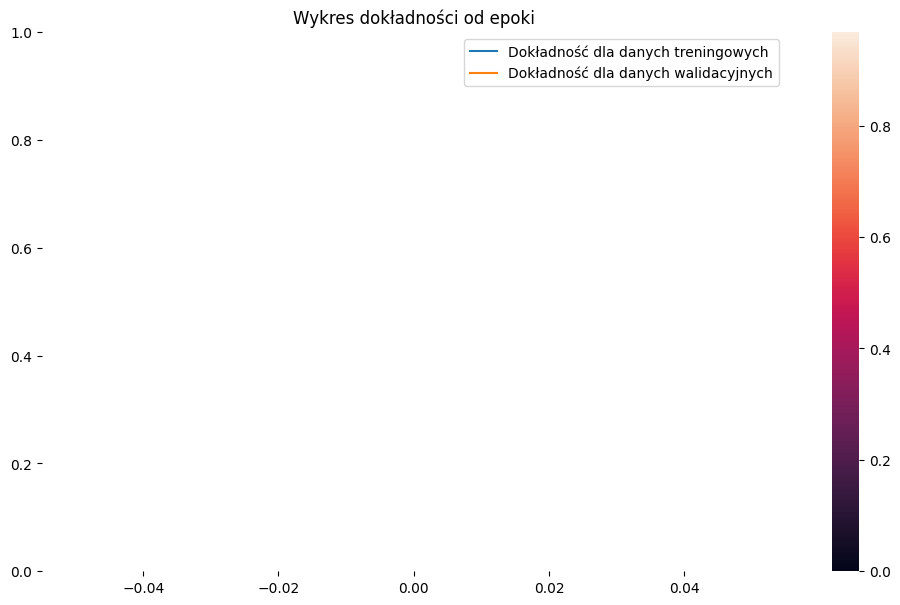 Wykres dokładności od epoki
Dokładność dla danych treningowych
Dokładność dla danych walidacyjnych
1.0
0.8
0.6
0.4
0.2
0.0
−0.04 −0.02 0.00 0.02 0.04
0.8
0.6
0.4
0.2
0.0